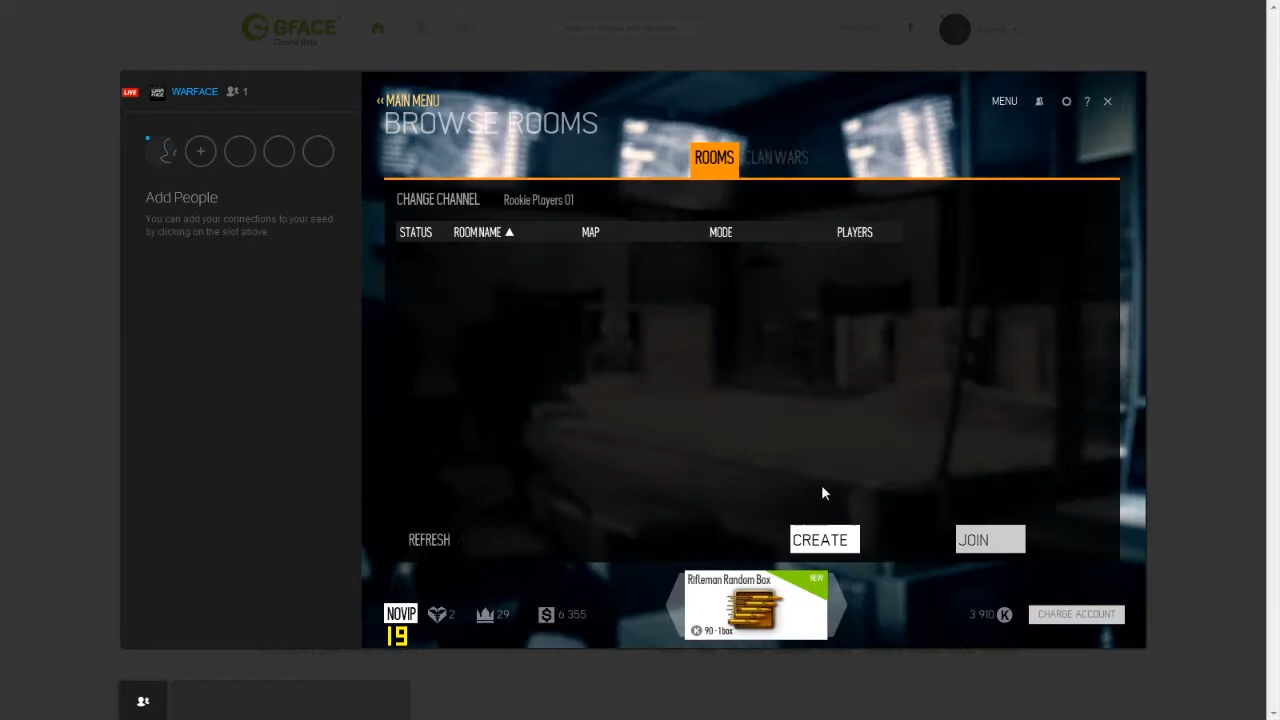 GFACE
LIVE WARFACE 1
Add People
You can add your connections to your seed
by clicking on the slot above.
« MAIN MENU
BROWSE ROOMS
MENU ? ×
ROOMS CLAN WARS
CHANGE CHANNEL Rookie Players 01
STATUS ROOM NAME ▲ MAP MODE PLAYERS
REFRESH CREATE JOIN
Rifleman Random Box NEW
K 90 - 1 box
NOVIP 2 29 S 6 355
19
3 910 K CHARGE ACCOUNT